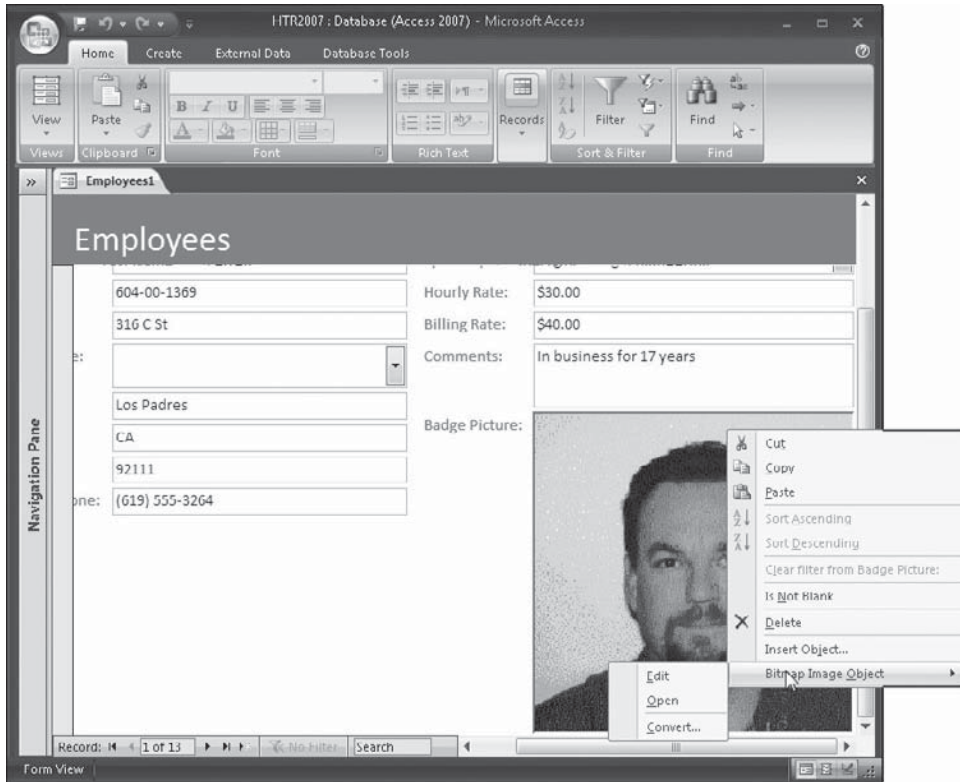 HTR2007 : Database (Access 2007) - Microsoft Access
Home Create External Data Database Tools
View
Paste
B I U
Records
Filter
Find
Views
Clipboard
Font
Rich Text
Sort & Filter
Find
Employees1
Employees
604-00-1369
Hourly Rate: $30.00
316 C St
Billing Rate: $40.00
e:
Comments: In business for 17 years
Los Padres
Badge Picture:
CA
92111
one: (619) 555-3264
Navigation Pane
Cut
Copy
Paste
Sort Ascending
Sort Descending
Clear filter from Badge Picture:
Is Not Blank
Delete
Insert Object...
Bitmap Image Object
Edit
Open
Convert...
Record: 1 of 13 No Filter Search
Form View